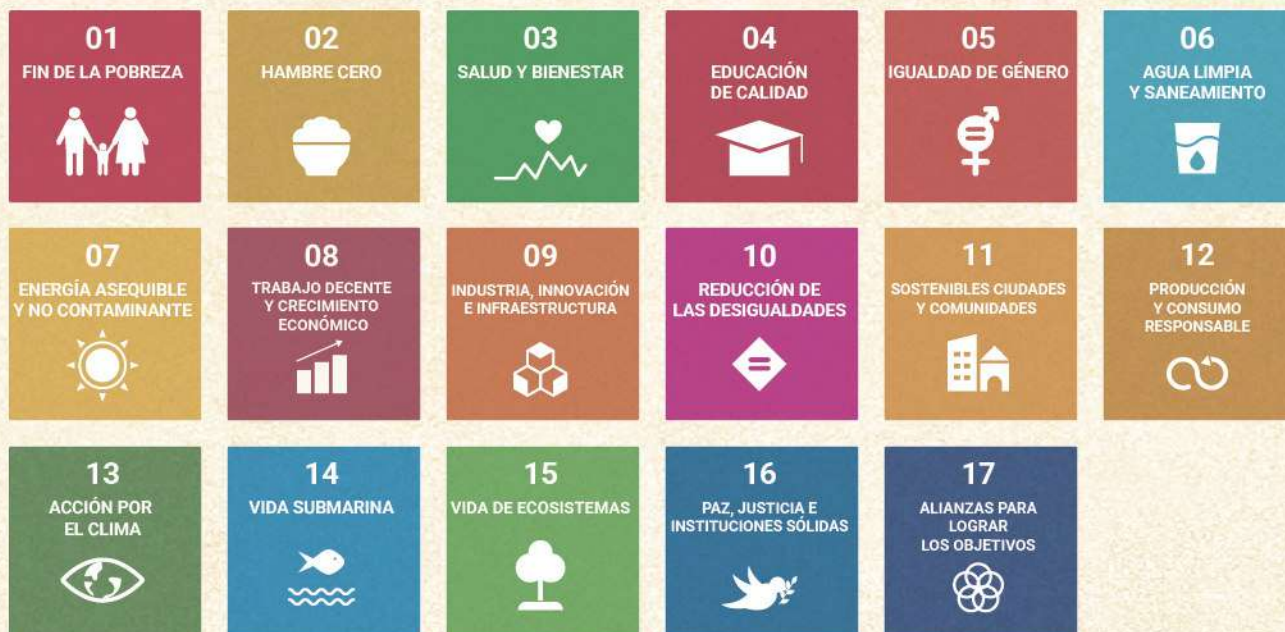 01
FIN DE LA POBREZA
02
HAMBRE CERO
03
SALUD Y BIENESTAR
04
EDUCACIÓN
DE CALIDAD
05
IGUALDAD DE GÉNERO
06
AGUA LIMPIA
Y SANEAMIENTO
07
ENERGÍA ASEQUIBLE
Y NO CONTAMINANTE
08
TRABAJO DECENTE
Y CRECIMIENTO
ECONÓMICO
09
INDUSTRIA, INNOVACIÓN
E INFRAESTRUCTURA
10
REDUCCIÓN DE
LAS DESIGUALDADES
11
SOSTENIBLES CIUDADES
Y COMUNIDADES
12
PRODUCCIÓN
Y CONSUMO
RESPONSABLE
13
ACCIÓN POR
EL CLIMA
14
VIDA SUBMARINA
15
VIDA DE ECOSISTEMAS
16
PAZ, JUSTICIA E
INSTITUCIONES SÓLIDAS
17
ALIANZAS PARA
LOGRAR
LOS OBJETIVOS